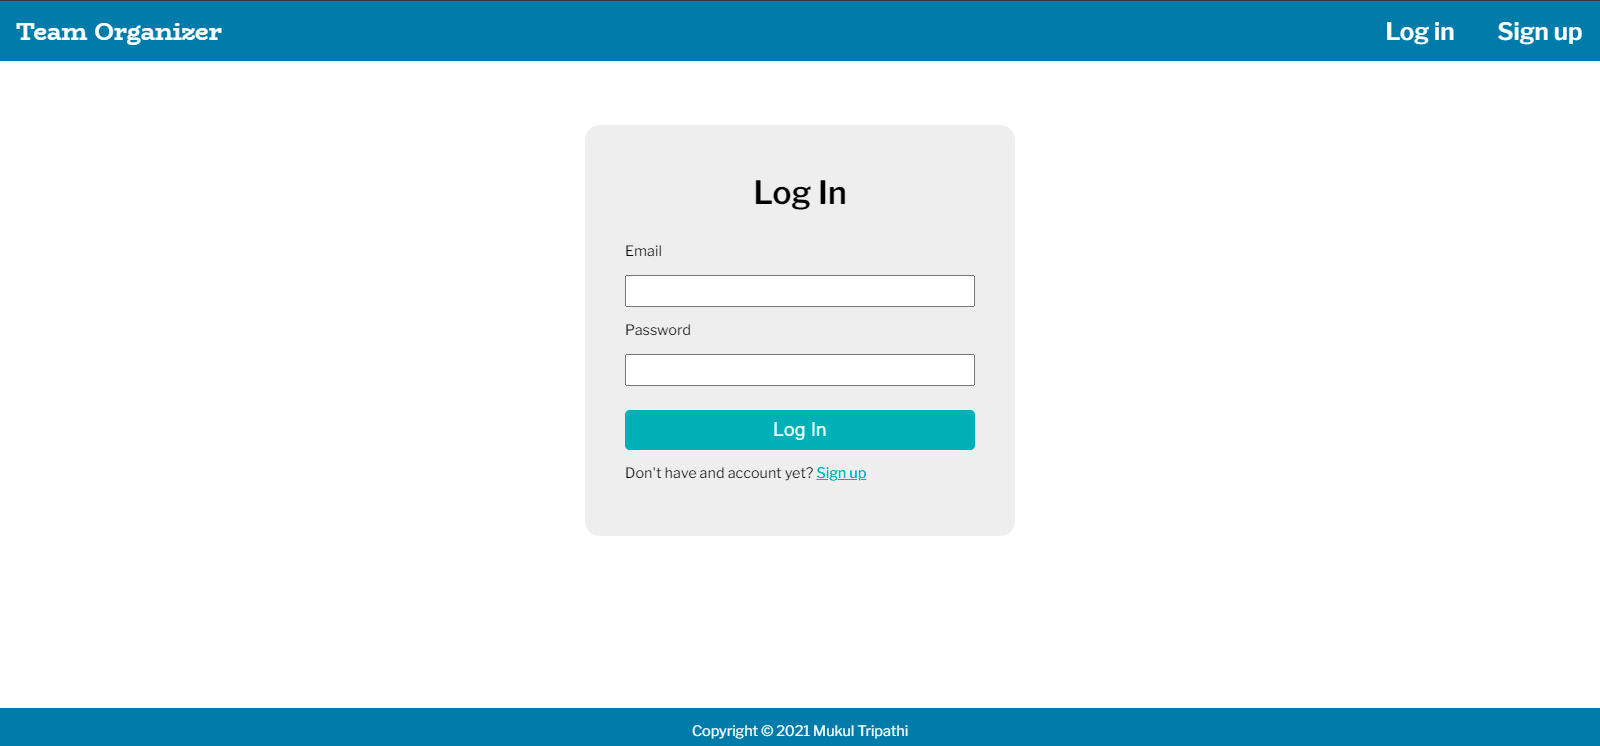 Team Organizer
Log in
Sign up
Log In
Email
Password
Log In
Don't have and account yet? Sign up
Copyright © 2021 Mukul Tripathi